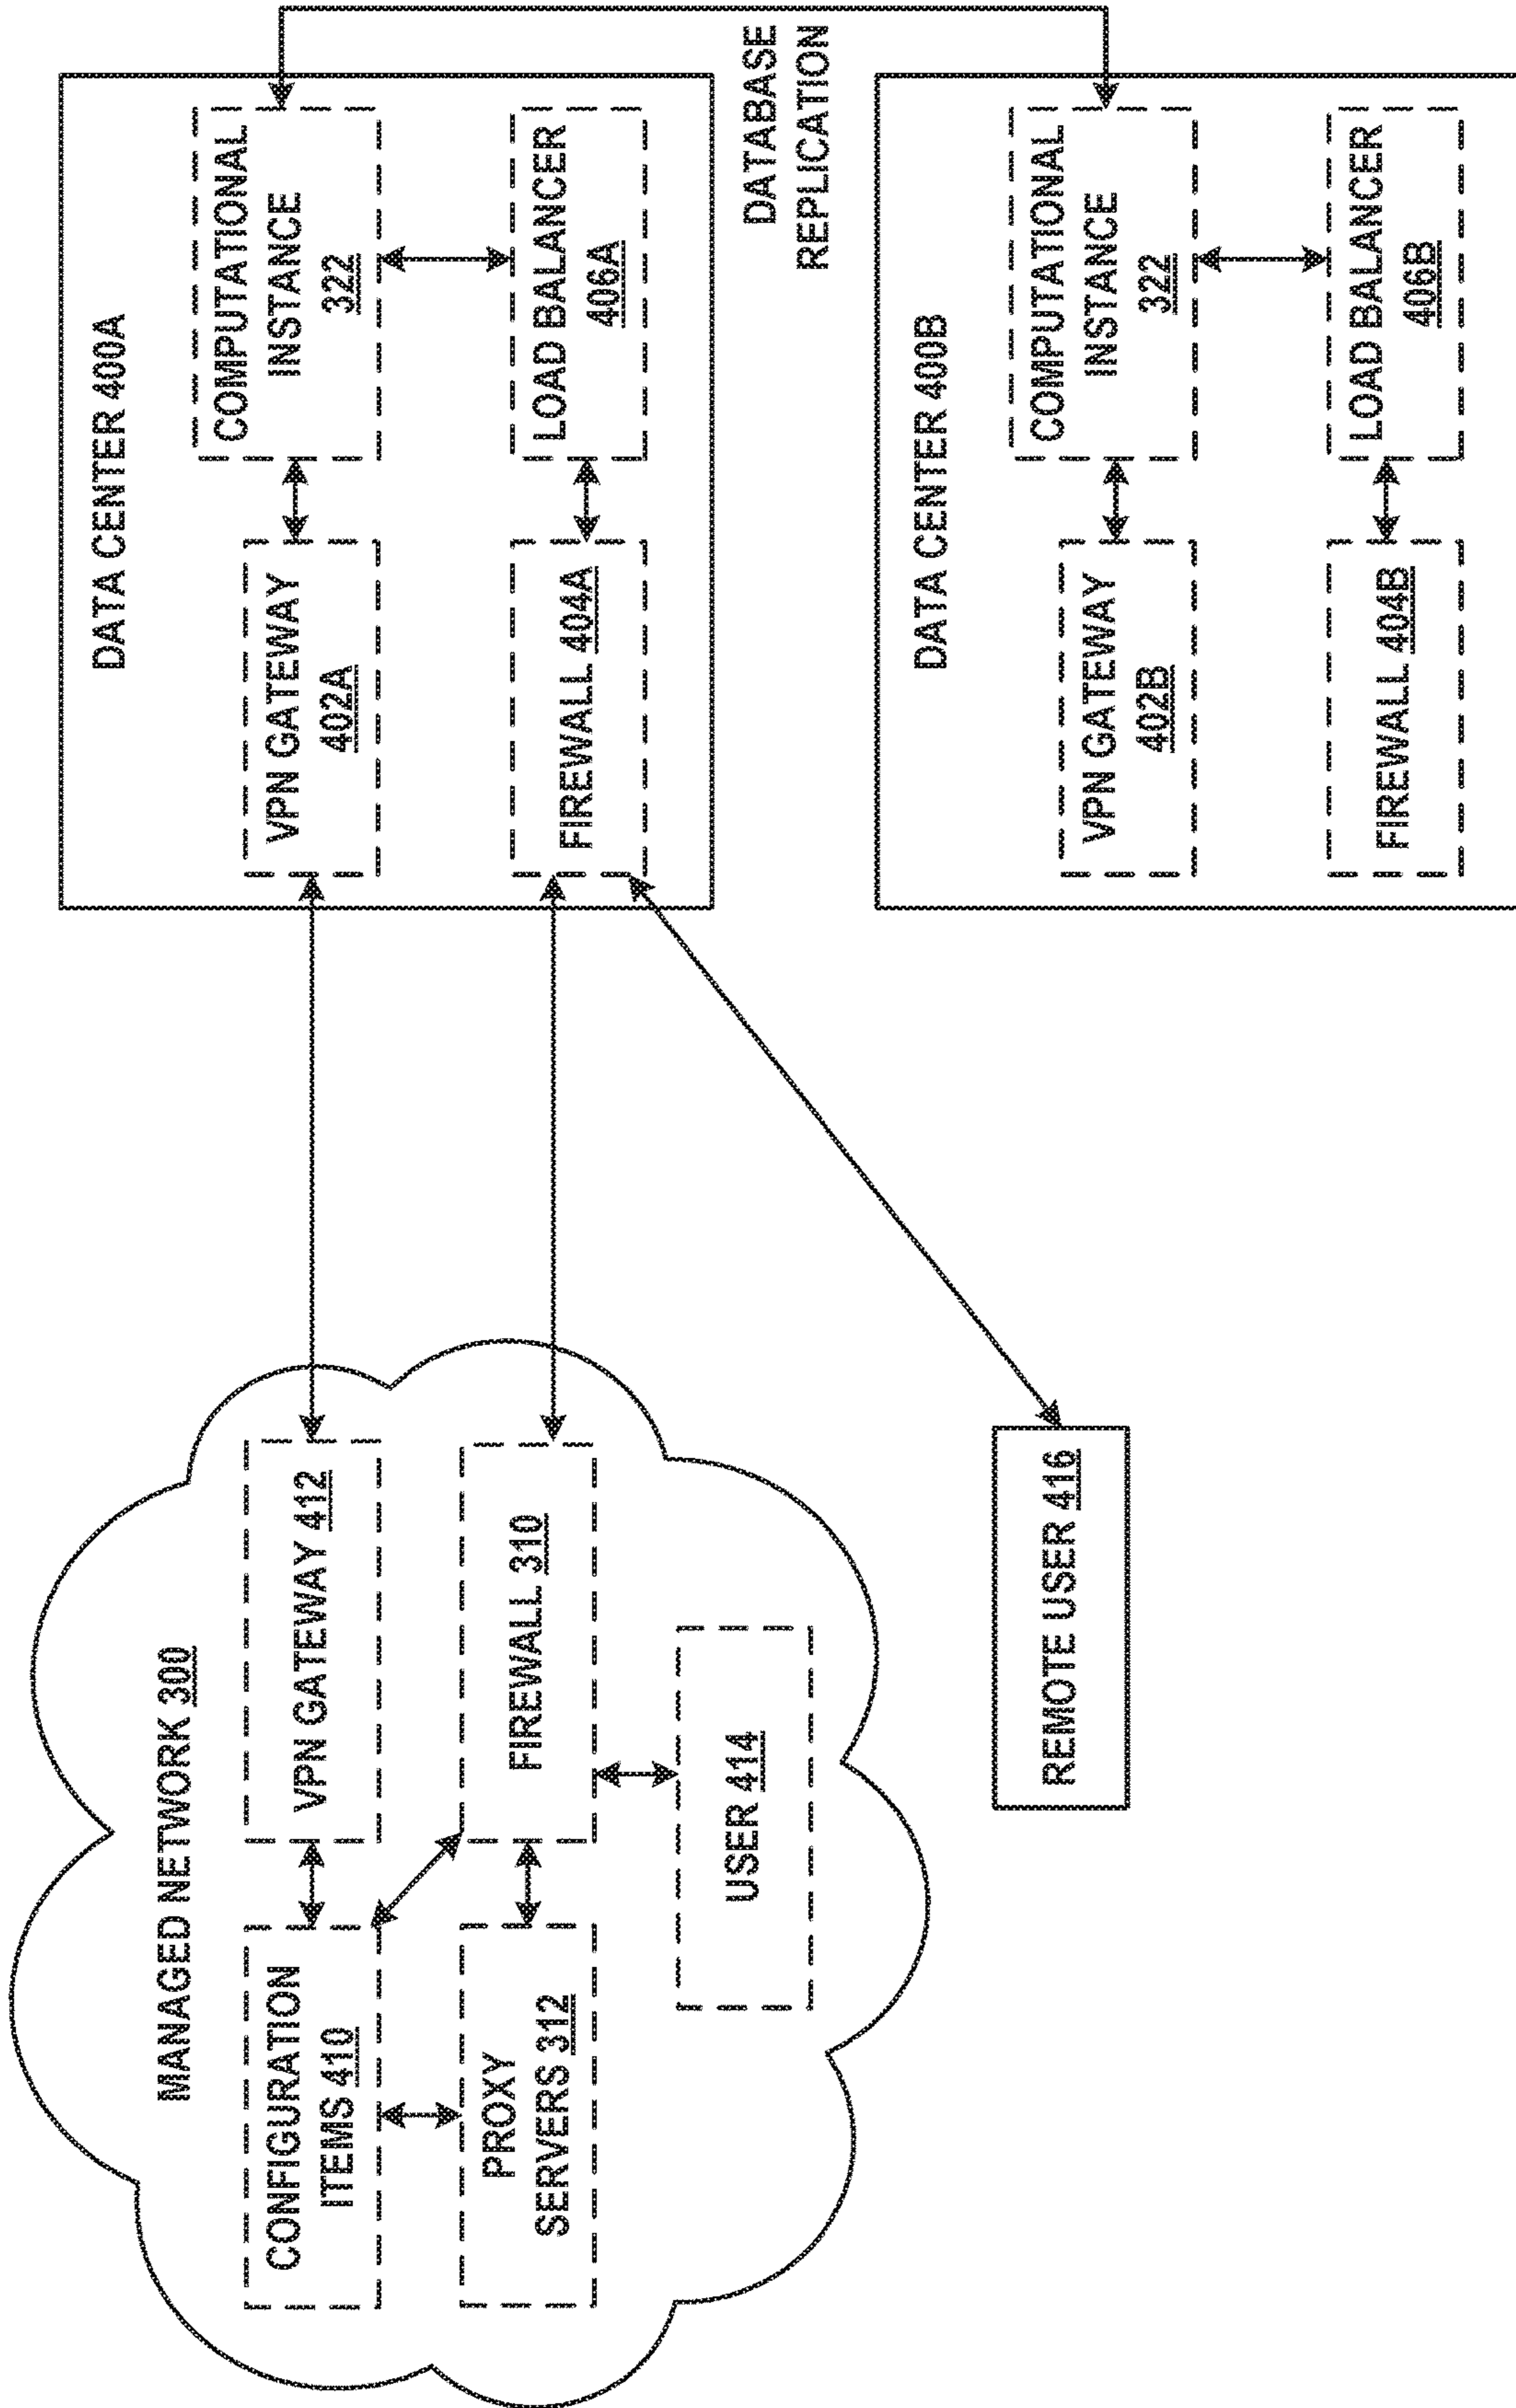 MANAGED NETWORK 300
CONFIGURATION
ITEMS 410
VPN GATEWAY 412
PROXY
SERVERS 312
FIREWALL 310
USER 414
REMOTE USER 416
DATA CENTER 400A
VPN GATEWAY
402A
COMPUTATIONAL
INSTANCE
322
FIREWALL 404A
LOAD BALANCER
406A
DATABASE
REPLICATION
DATA CENTER 400B
VPN GATEWAY
402B
COMPUTATIONAL
INSTANCE
322
FIREWALL 404B
LOAD BALANCER
406B